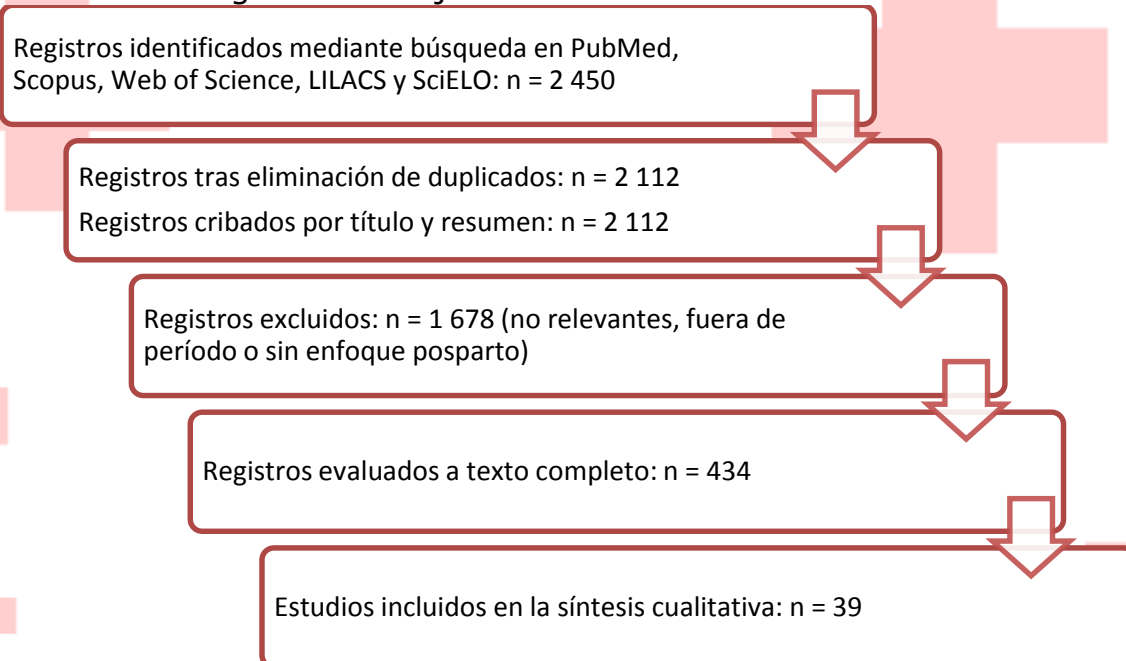 Registros identificados mediante búsqueda en PubMed,
Scopus, Web of Science, LILACS y SciELO: n = 2 450
Registros tras eliminación de duplicados: n = 2 112
Registros cribados por título y resumen: n = 2 112
Registros excluidos: n = 1 678 (no relevantes, fuera de
período o sin enfoque posparto)
Registros evaluados a texto completo: n = 434
Estudios incluidos en la síntesis cualitativa: n = 39